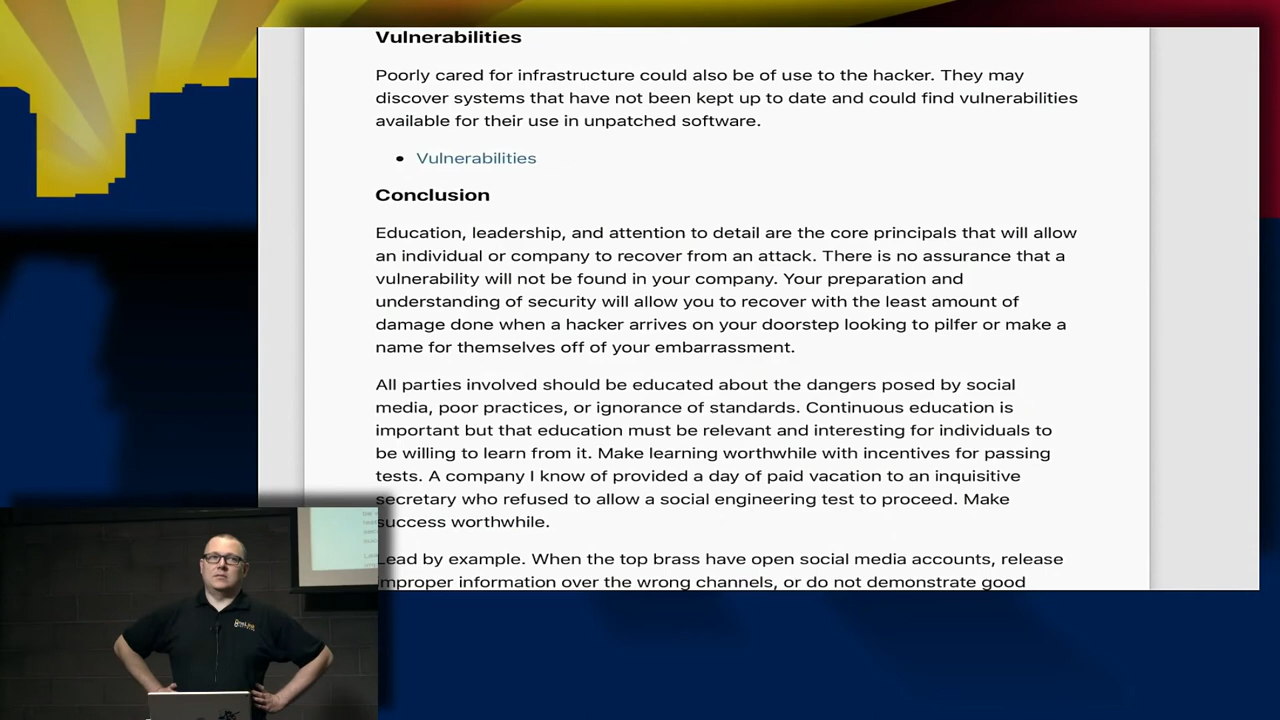 Vulnerabilities
Poorly cared for infrastructure could also be of use to the hacker. They may
discover systems that have not been kept up to date and could find vulnerabilities
available for their use in unpatched software.
• Vulnerabilities
Conclusion
Education, leadership, and attention to detail are the core principals that will allow
an individual or company to recover from an attack. There is no assurance that a
vulnerability will not be found in your company. Your preparation and
understanding of security will allow you to recover with the least amount of
damage done when a hacker arrives on your doorstep looking to pilfer or make a
name for themselves off of your embarrassment.
All parties involved should be educated about the dangers posed by social
media, poor practices, or ignorance of standards. Continuous education is
important but that education must be relevant and interesting for individuals to
be willing to learn from it. Make learning worthwhile with incentives for passing
tests. A company I know of provided a day of paid vacation to an inquisitive
secretary who refused to allow a social engineering test to proceed. Make
success worthwhile.
Lead by example. When the top brass have open social media accounts, release
improper information over the wrong channels, or do not demonstrate good